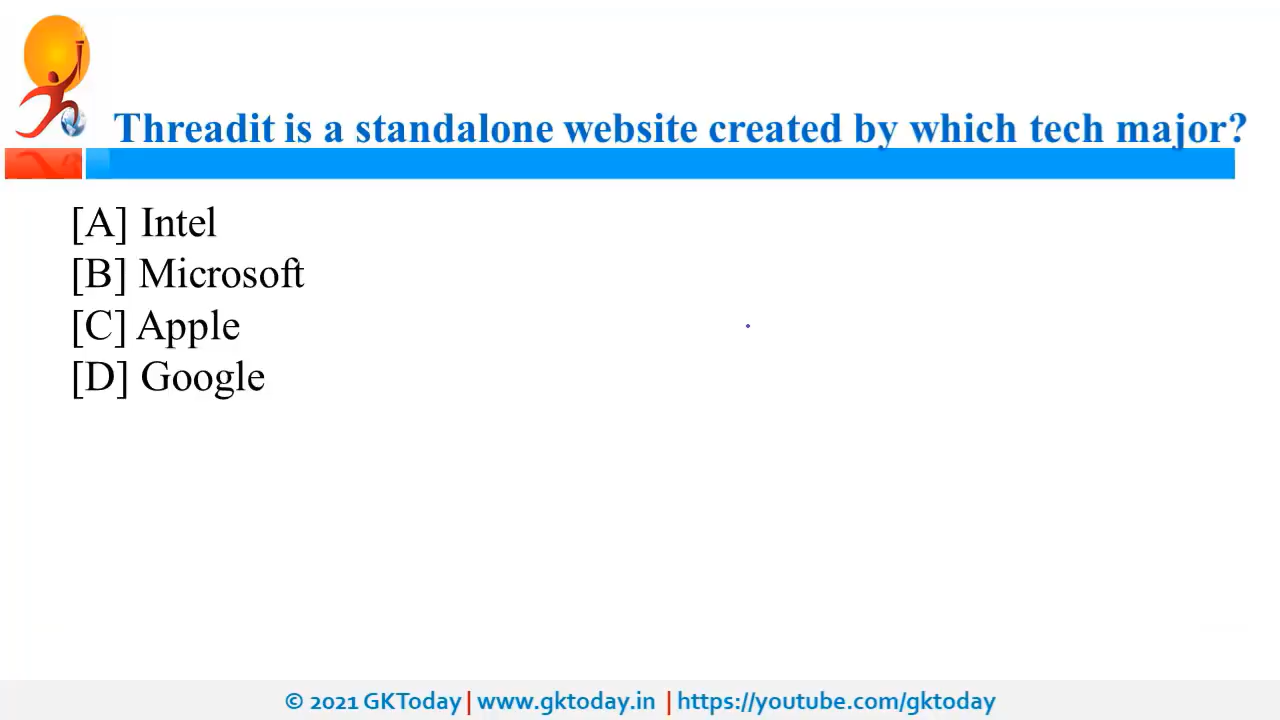 Threadit is a standalone website created by which tech major?
[A] Intel
[B] Microsoft
[C] Apple
[D] Google
© 2021 GKToday | www.gktoday.in | https://youtube.com/gktoday